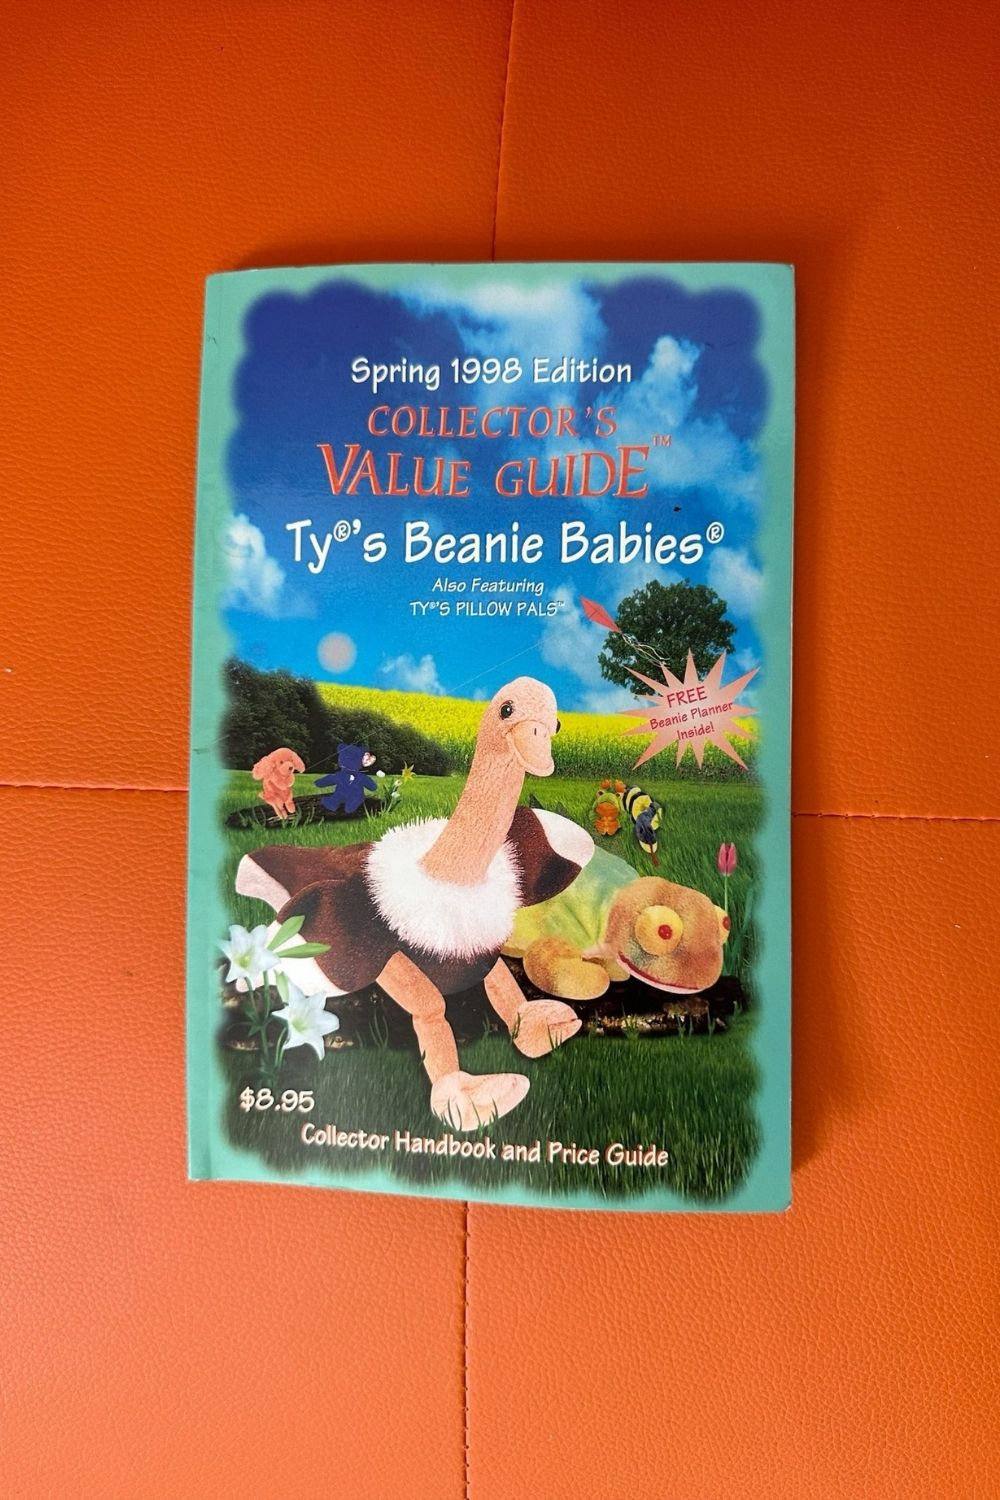 Spring 1998 Edition
COLLECTOR'S
VALUE GUIDE™
Ty®'s Beanie Babies®
Also Featuring
TY®'S PILLOW PALS™
FREE
Beanie Planner
Inside!
$8.95
Collector Handbook and Price Guide